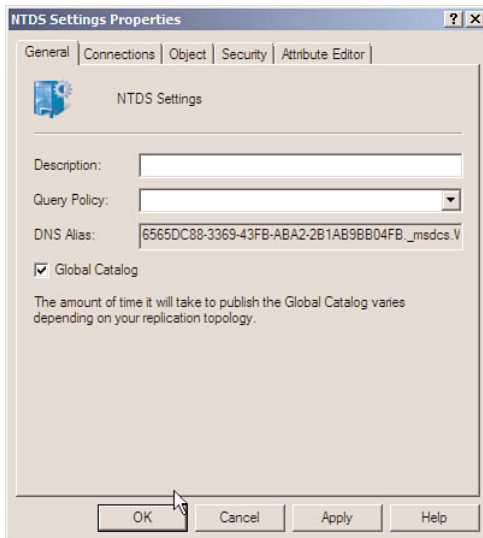 NTDS Settings Properties
General Connections Object Security Attribute Editor
NTDS Settings
Description:
Query Policy:
DNS Alias: 6565DC88-3369-43FB-ABA2-2B1AB9BB04FB._msdcs.
Global Catalog
The amount of time it will take to publish the Global Catalog varies
depending on your replication topology.
OK Cancel Apply Help